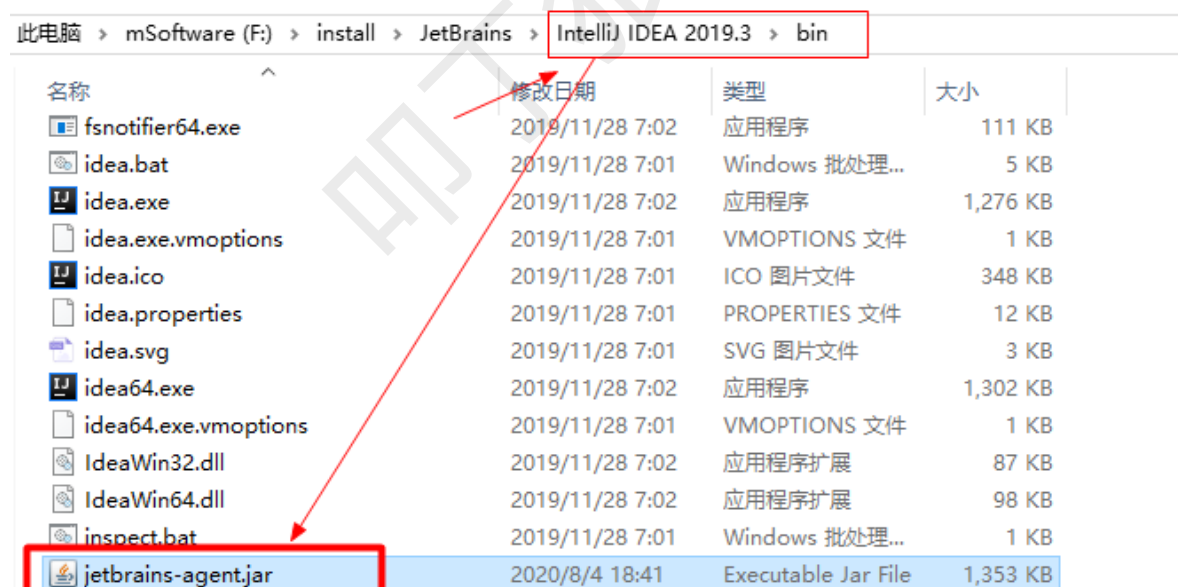 此电脑 > mSoftware (F:) > install > JetBrains > IntelliJ IDEA 2019.3 > bin
名称 修改日期 类型 大小
fsnotifier64.exe 2019/11/28 7:02 应用程序 111 KB
idea.bat 2019/11/28 7:01 Windows 批处理... 5 KB
idea.exe 2019/11/28 7:02 应用程序 1,276 KB
idea.exe.vmoptions 2019/11/28 7:01 VMOPTIONS 文件 1 KB
idea.ico 2019/11/28 7:01 ICO 图片文件 348 KB
idea.properties 2019/11/28 7:01 PROPERTIES 文件 12 KB
idea.svg 2019/11/28 7:01 SVG 图片文件 3 KB
idea64.exe 2019/11/28 7:02 应用程序 1,302 KB
idea64.exe.vmoptions 2019/11/28 7:01 VMOPTIONS 文件 1 KB
IdeaWin32.dll 2019/11/28 7:02 应用程序扩展 87 KB
IdeaWin64.dll 2019/11/28 7:02 应用程序扩展 98 KB
inspect.bat 2019/11/28 7:01 Windows 批处理... 1 KB
jetbrains-agent.jar 2020/8/4 18:41 Executable Jar File 1,353 KB
叩丁